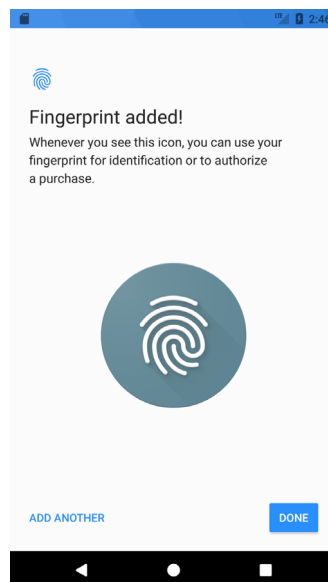 LTE 2:46
Fingerprint added!
Whenever you see this icon, you can use your
fingerprint for identification or to authorize
a purchase.
ADD ANOTHER
DONE